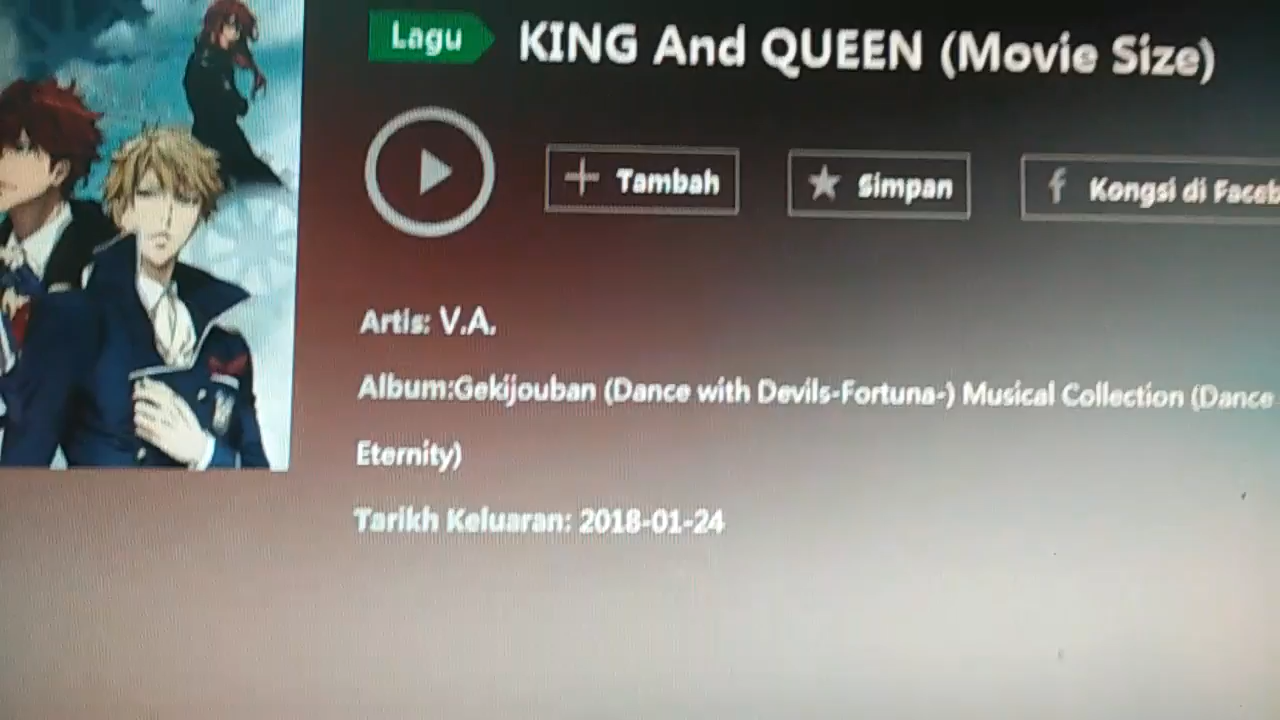 Lagu
KING And QUEEN (Movie Size)
Tambah
Simpan
f Kongsi di Faceb
Artis: V.A.
Album:Gekijouban (Dance with Devils-Fortuna-) Musical Collection (Dance
Eternity)
Tarikh Keluaran: 2018-01-24